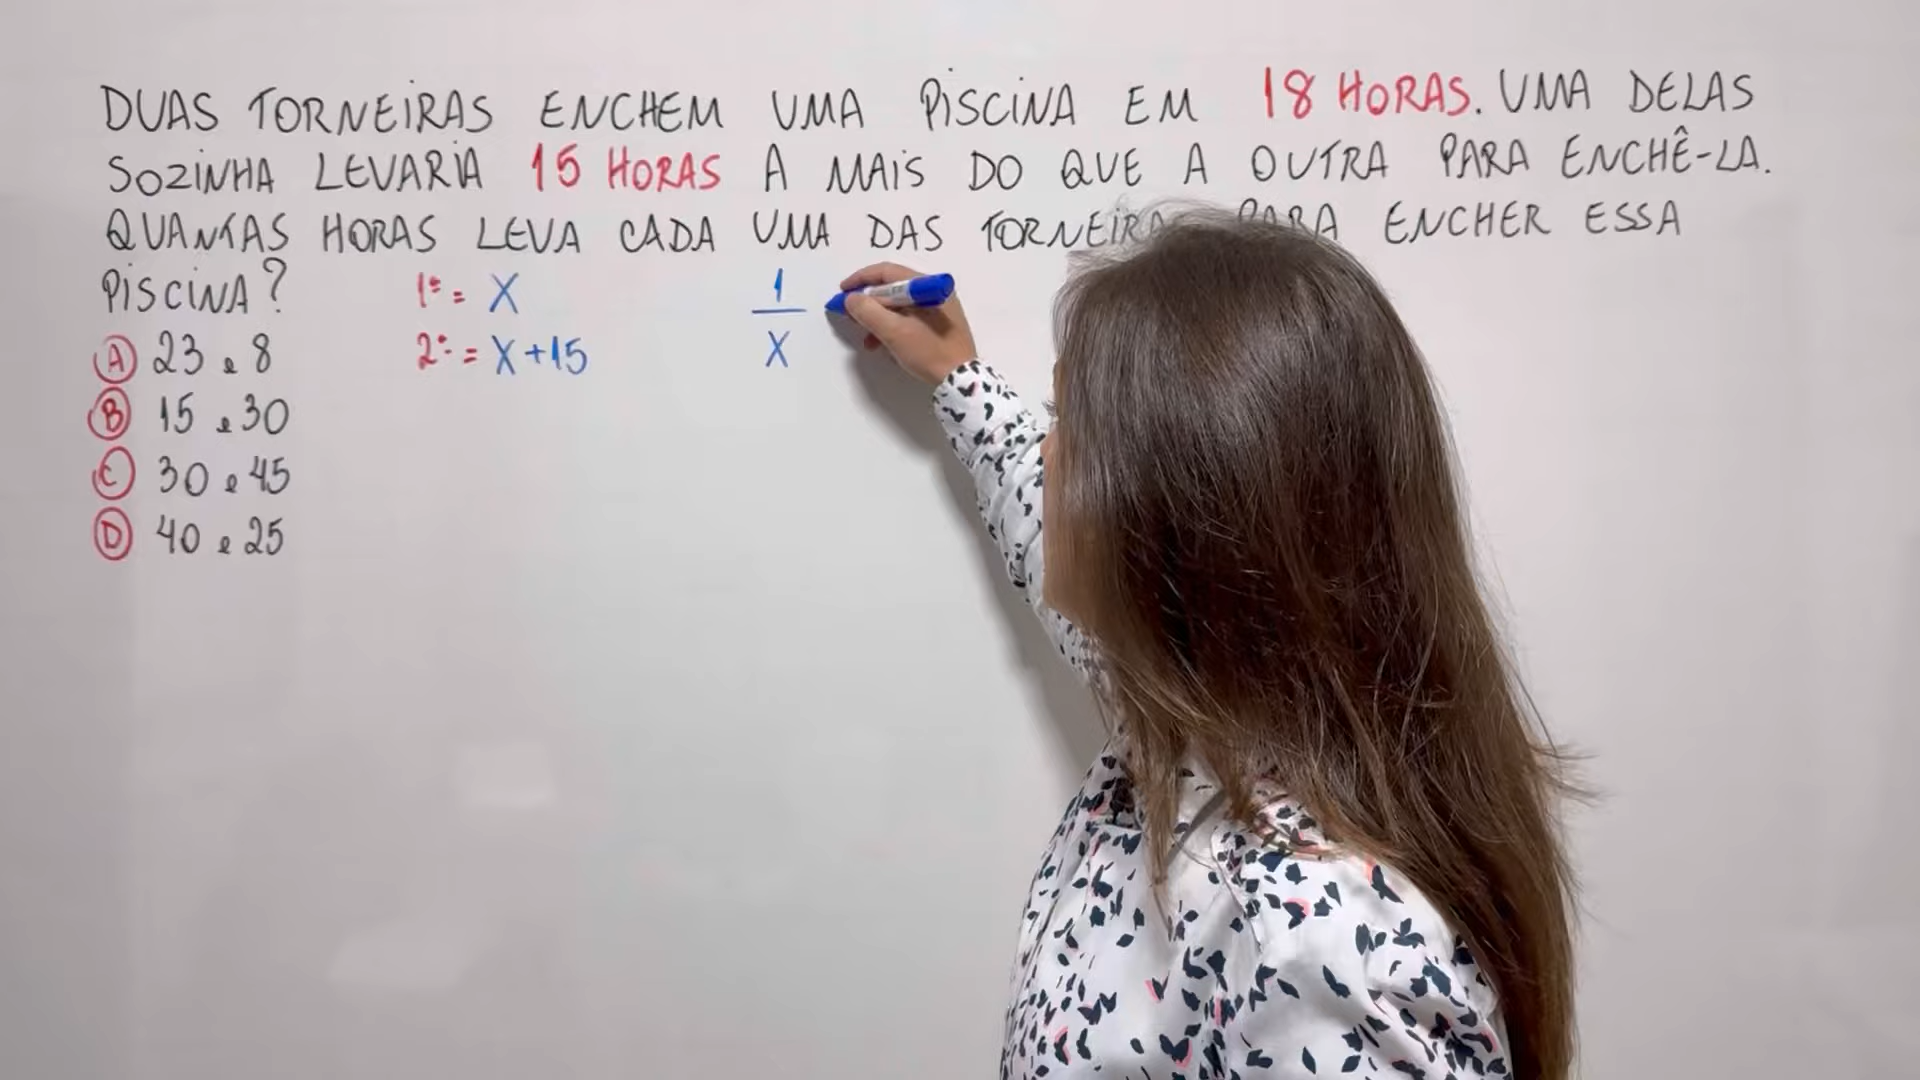 DUAS TORNEIRAS ENCHEM UMA PISCINA EM 18 HORAS. UMA DELAS
SOZINHA LEVARIA 15 HORAS A MAIS DO QUE A OUTRA PARA ENCHÊ-LA.
QUANTAS HORAS LEVA CADA UMA DAS TORNEIRA PARA ENCHER ESSA
PISCINA?
1ª = X
2ª = X+15
1
X
A 23 e 8
B 15 e 30
C 30 e 45
D 40 e 25